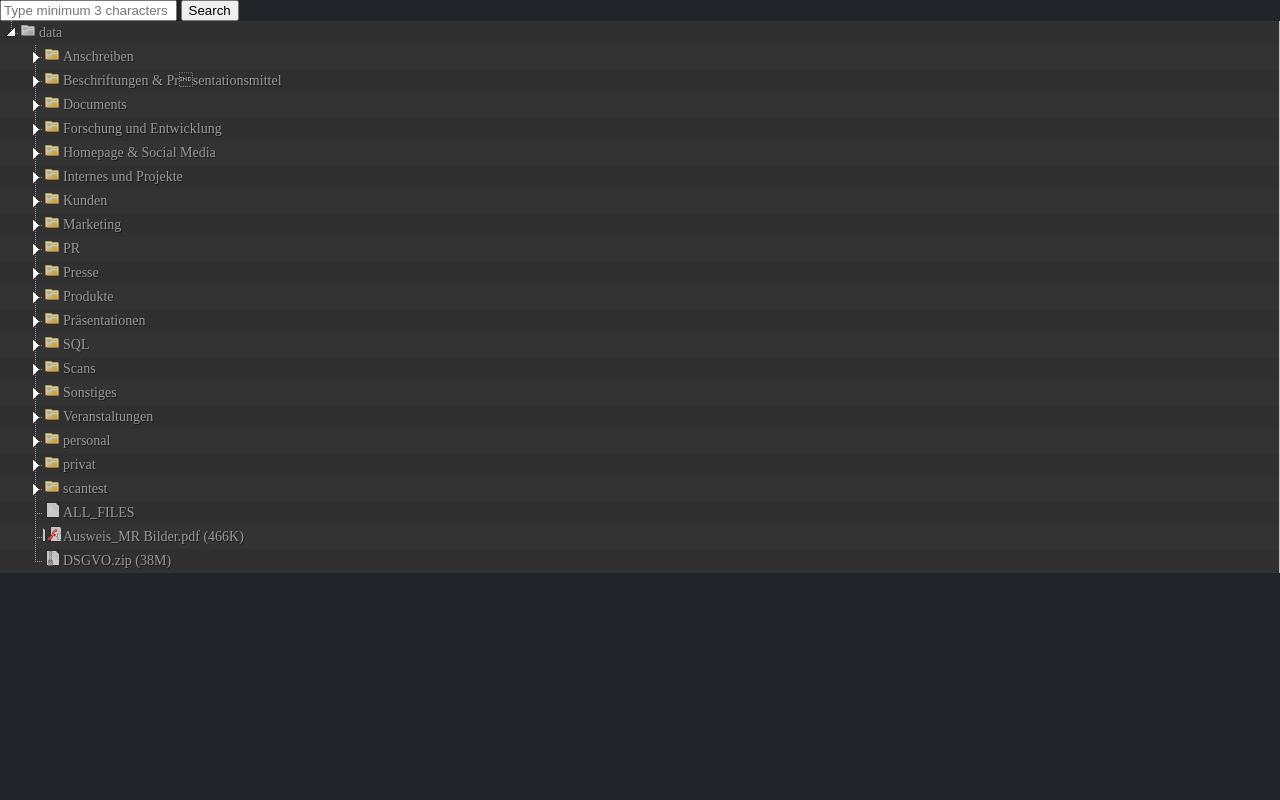 Type minimum 3 characters Search
data
Anschreiben
Beschriftungen & Pr§sentationsmittel
Documents
Forschung und Entwicklung
Homepage & Social Media
Internes und Projekte
Kunden
Marketing
PR
Presse
Produkte
Präsentationen
SQL
Scans
Sonstiges
Veranstaltungen
personal
privat
scantest
ALL_FILES
Ausweis_MR Bilder.pdf (466K)
DSGVO.zip (38M)